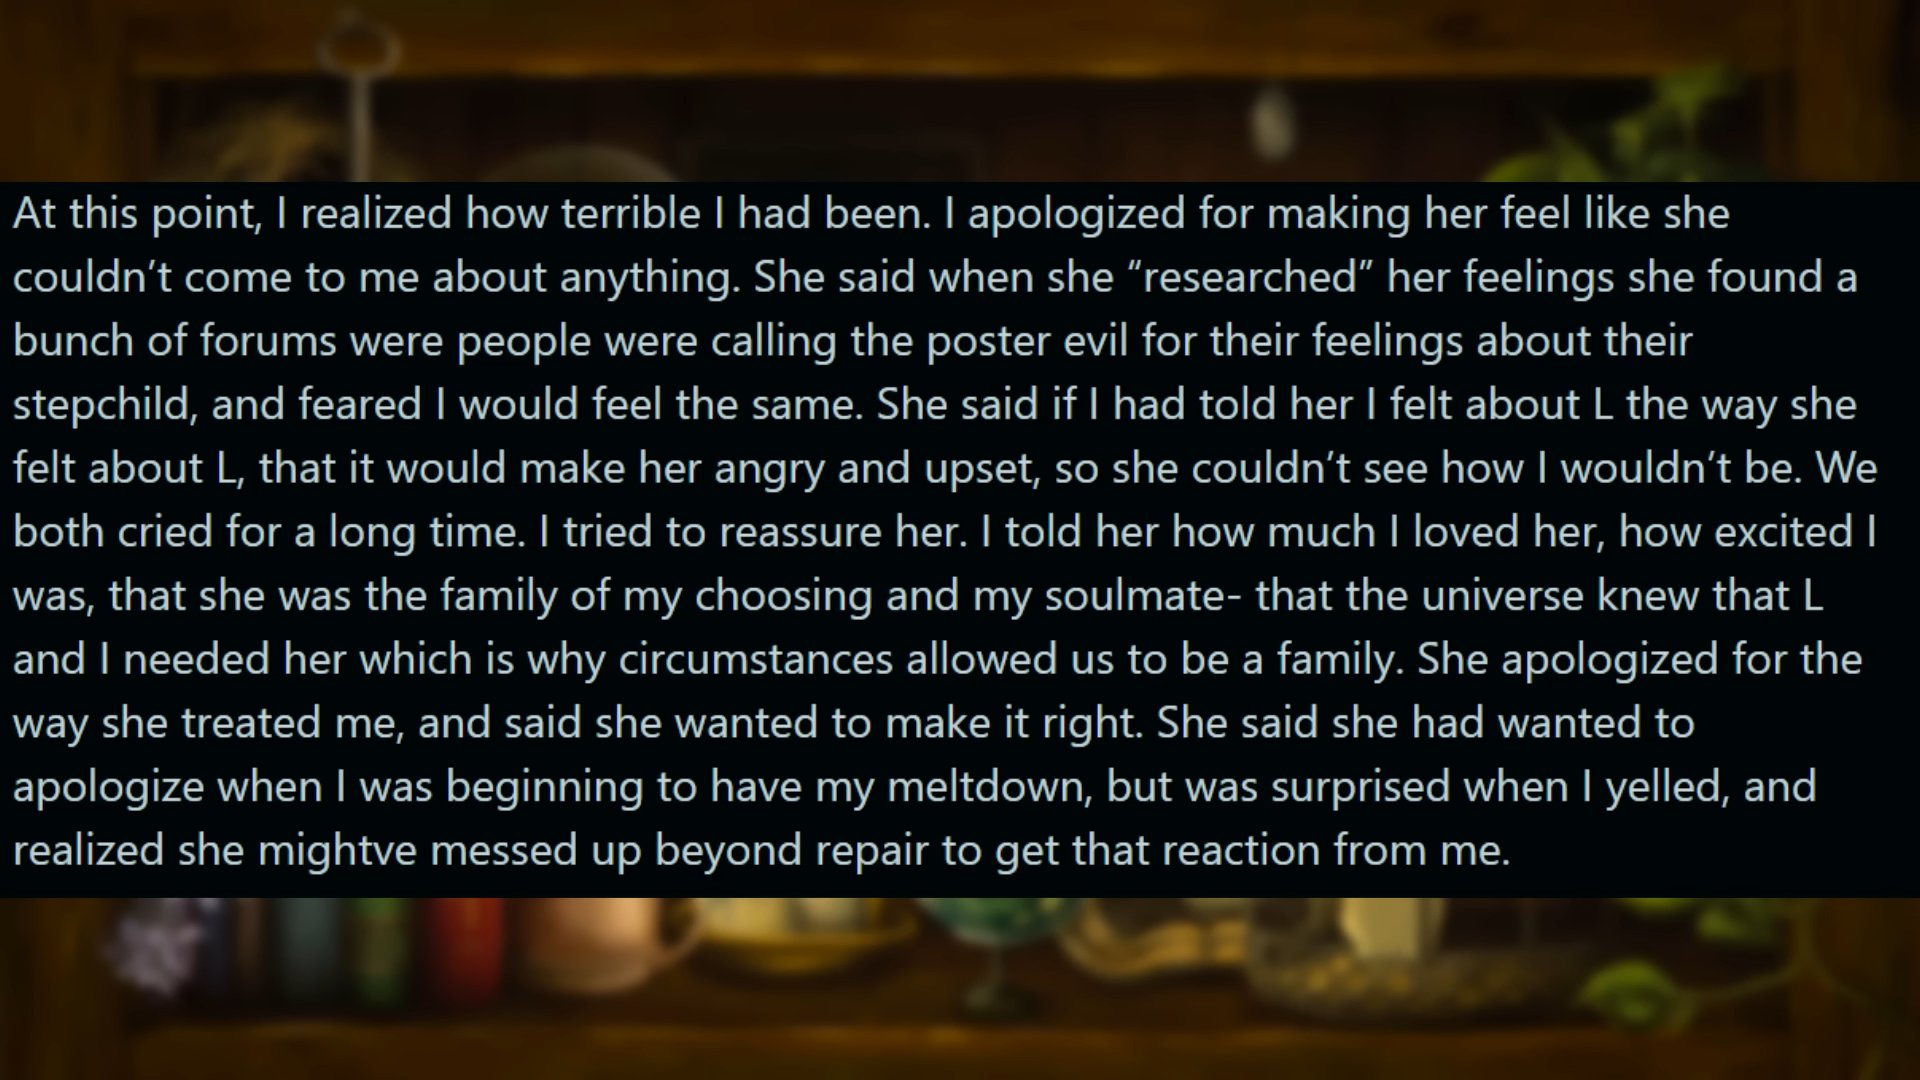 At this point, I realized how terrible I had been. I apologized for making her feel like she
couldn’t come to me about anything. She said when she “researched” her feelings she found a
bunch of forums were people were calling the poster evil for their feelings about their
stepchild, and feared I would feel the same. She said if I had told her I felt about L the way she
felt about L, that it would make her angry and upset, so she couldn’t see how I wouldn’t be. We
both cried for a long time. I tried to reassure her. I told her how much I loved her, how excited I
was, that she was the family of my choosing and my soulmate- that the universe knew that L
and I needed her which is why circumstances allowed us to be a family. She apologized for the
way she treated me, and said she wanted to make it right. She said she had wanted to
apologize when I was beginning to have my meltdown, but was surprised when I yelled, and
realized she mightve messed up beyond repair to get that reaction from me.